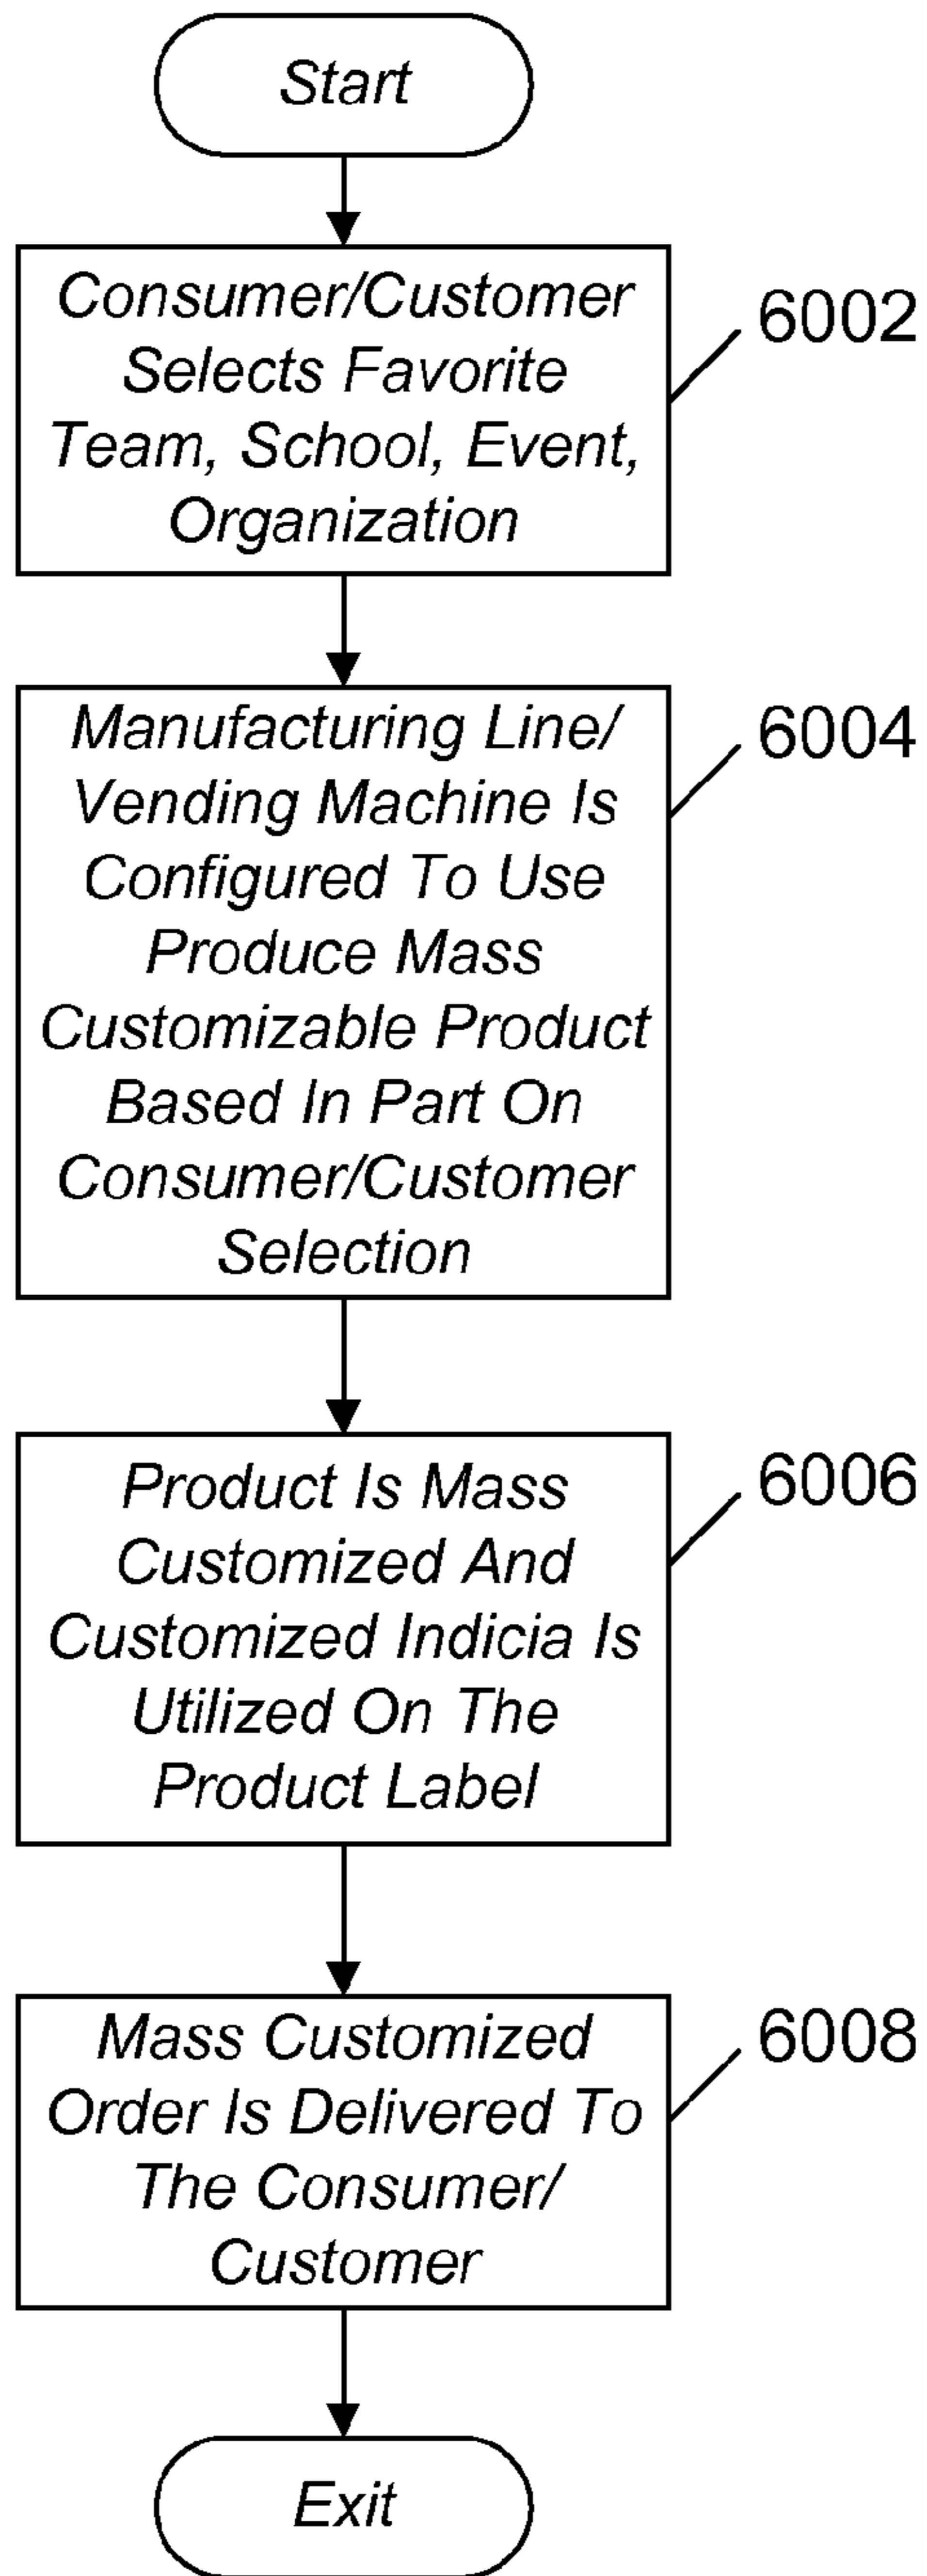 Start
Consumer/Customer
Selects Favorite
Team, School, Event,
Organization
6002
Manufacturing Line/
Vending Machine Is
Configured To Use
Produce Mass
Customizable Product
Based In Part On
Consumer/Customer
Selection
6004
Product Is Mass
Customized And
Customized Indicia Is
Utilized On The
Product Label
6006
Mass Customized
Order Is Delivered To
The Consumer/
Customer
6008
Exit